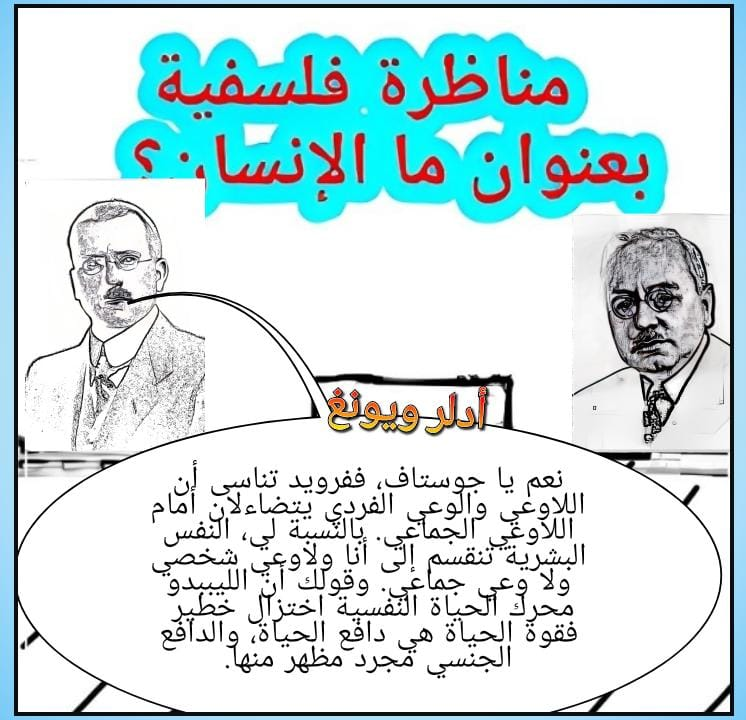 مناظرة فلسفية
بعنوان ما الإنسان؟
أدلر ويونغ
نعم يا جوستاف، ففرويد تناسى أن
اللاوعي والوعي الفردي يتضاءلان أمام
اللاوعي الجماعي. بالنسبة لي، النفس
البشرية تنقسم إلى أنا ولاوعي شخصي
ولا وعي جماعي. وقولك أن الليبيدو
محرك الحياة النفسية اختزال خطير
فقوة الحياة هي دافع الحياة، والدافع
الجنسي مجرد مظهر منها.